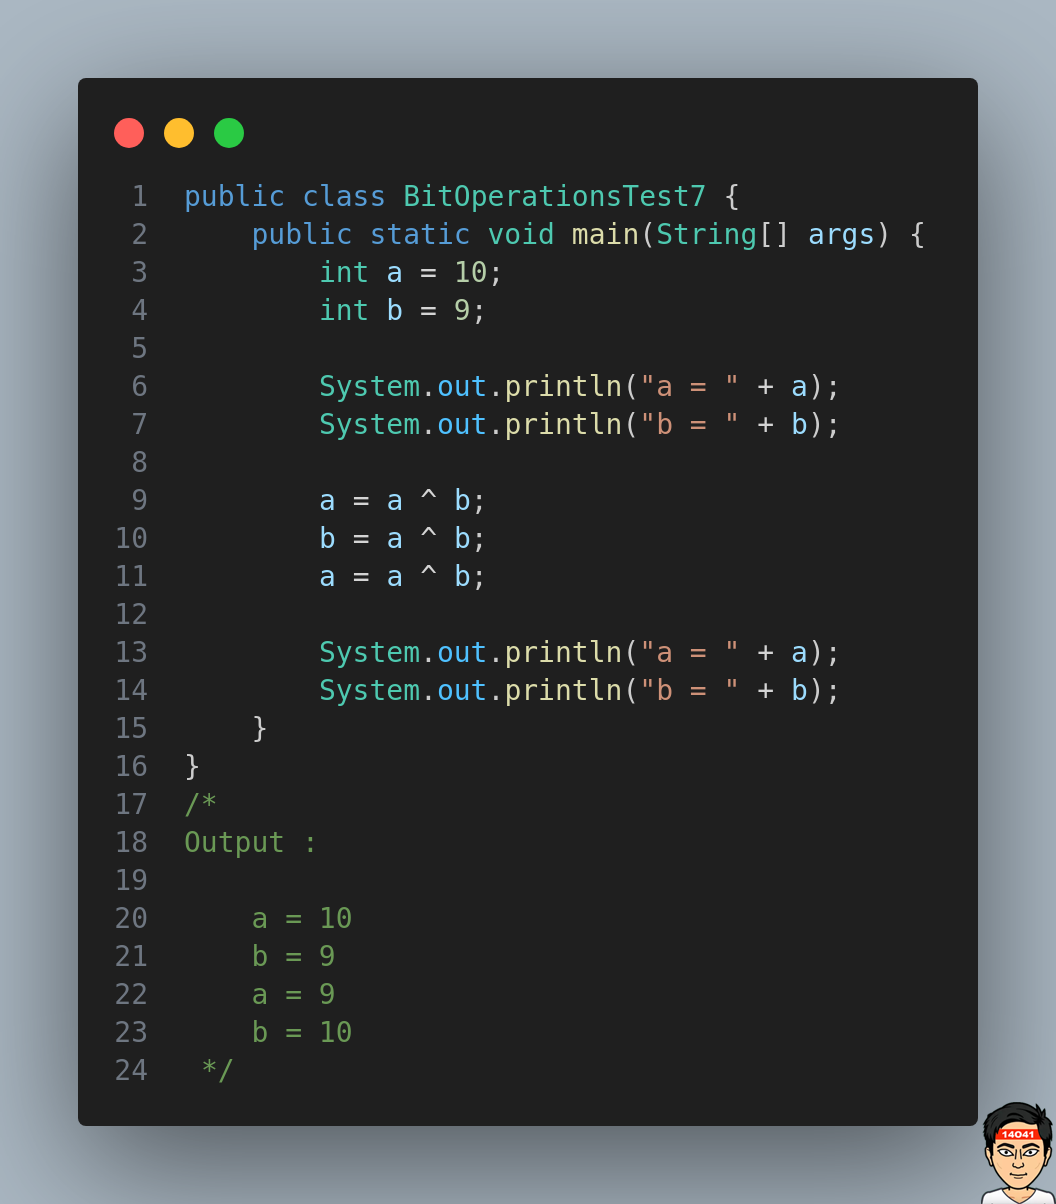 1 public class BitOperationsTest7 {
2     public static void main(String[] args) {
3         int a = 10;
4         int b = 9;
5
6         System.out.println("a = " + a);
7         System.out.println("b = " + b);
8
9         a = a ^ b;
10         b = a ^ b;
11         a = a ^ b;
12
13         System.out.println("a = " + a);
14         System.out.println("b = " + b);
15     }
16 }
17 /*
18 Output :
19
20     a = 10
21     b = 9
22     a = 9
23     b = 10
24  */
14041